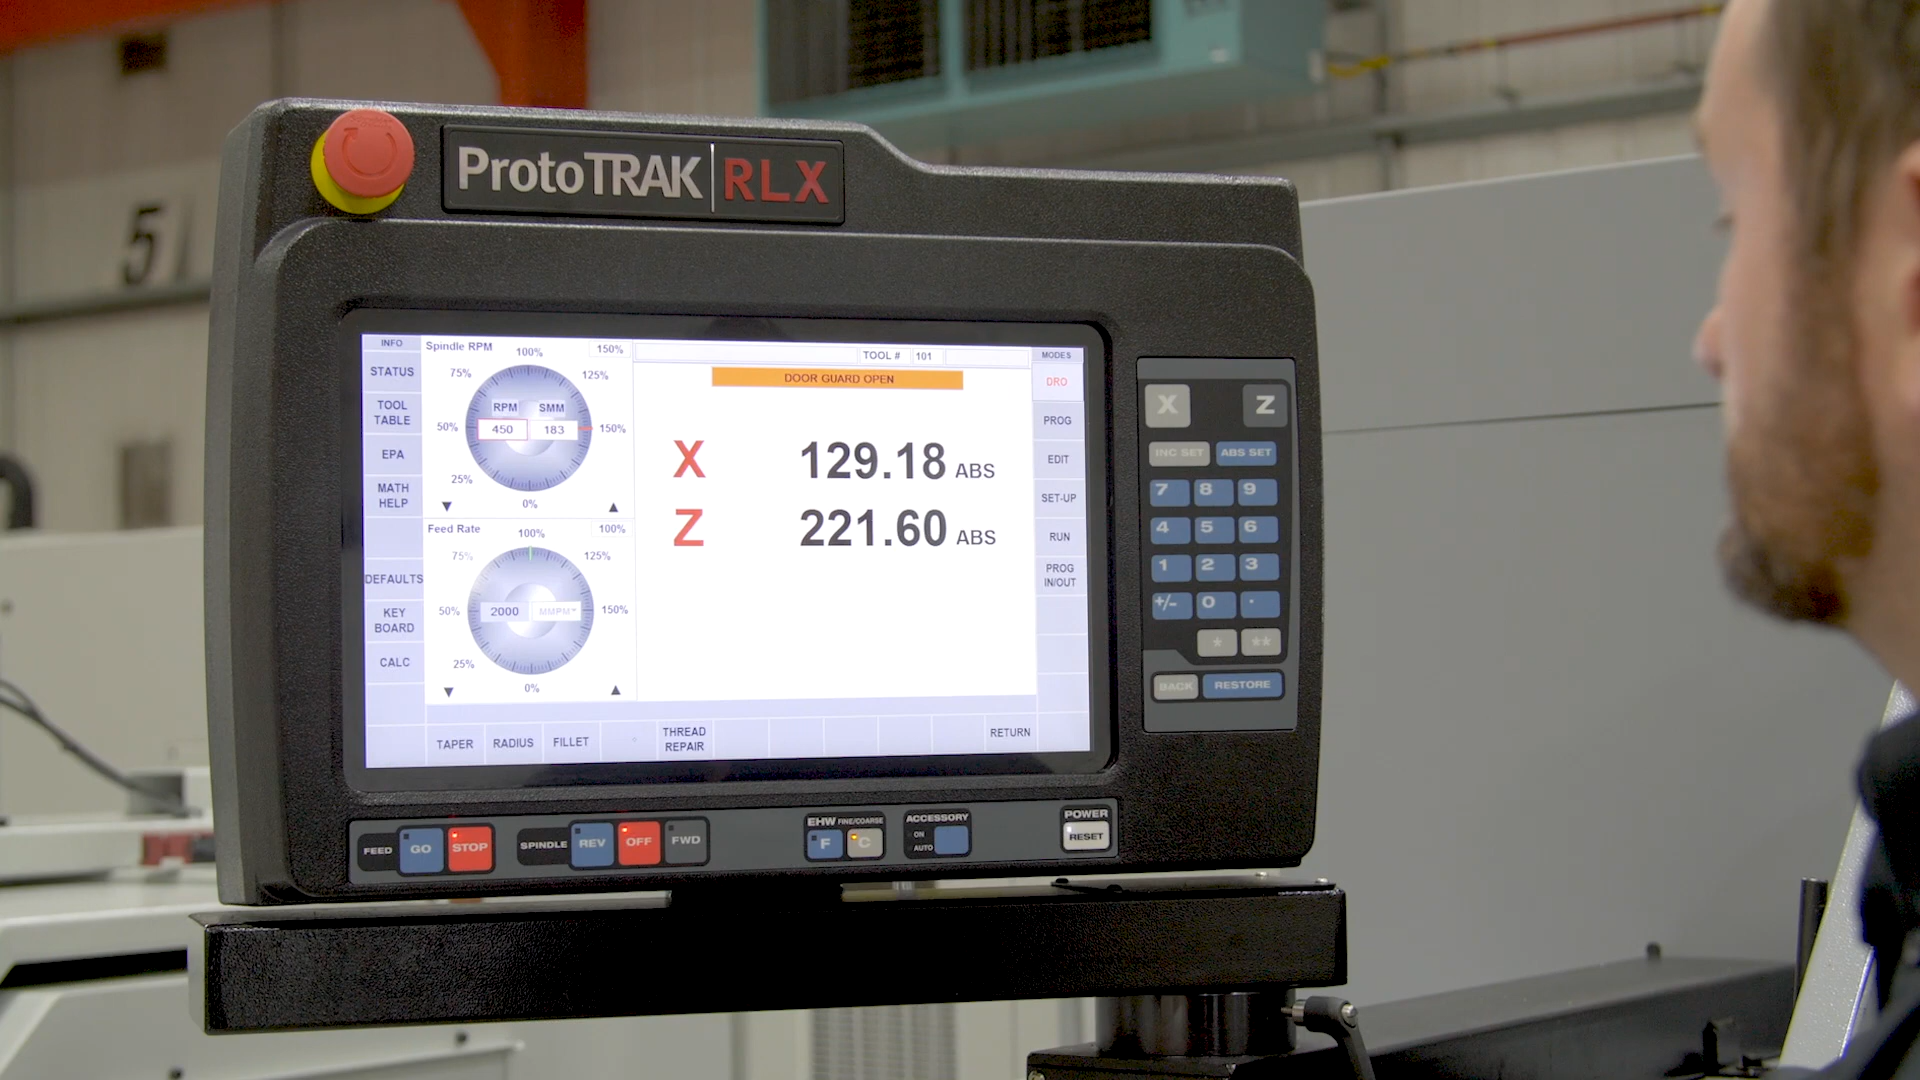 5
ProtoTRAK RLX
INFO
STATUS
TOOL
TABLE
EPA
MATH
HELP
DEFAULTS
KEY
BOARD
CALC
Spindle RPM
150%
100%
75%
125%
RPM SMM
50%
450 183
150%
25%
0%
Feed Rate
100%
100%
75%
125%
50%
2000 MMPM
150%
25%
0%
TOOL # 101
DOOR GUARD OPEN
X 129.18 ABS
Z 221.60 ABS
MODES
DRO
PROG
EDIT
SET-UP
RUN
PROG
IN/OUT
TAPER RADIUS FILLET
THREAD
REPAIR
RETURN
X Z
INC SET ABS SET
7 8 9
4 5 6
1 2 3
+/- 0 .
* **
BACK RESTORE
FEED GO STOP
SPINDLE REV OFF FWD
EHW FINE/COARSE
F C
ACCESSORY
ON
AUTO
POWER
RESET